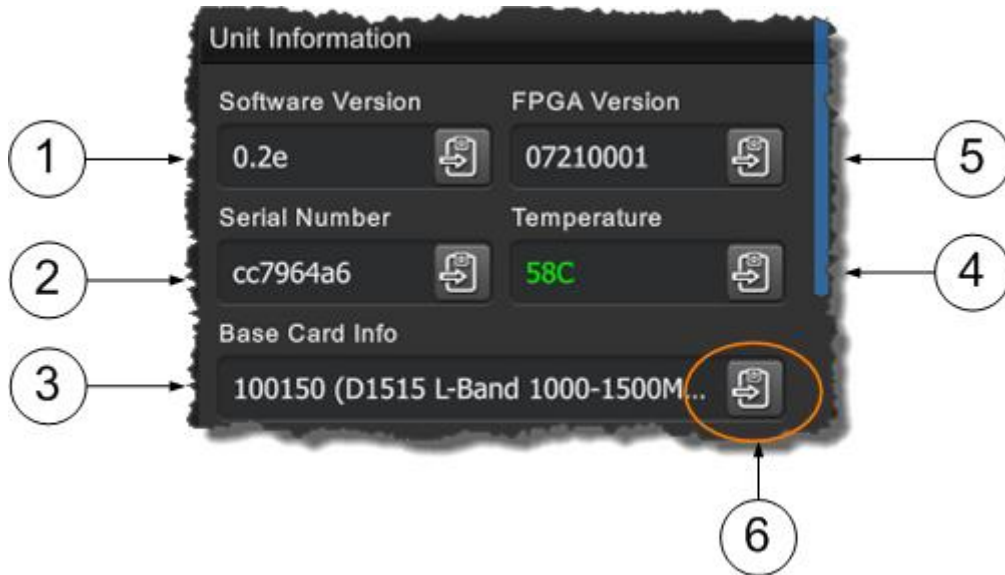 Unit Information
Software Version FPGA Version
1 0.2e 07210001 5
Serial Number Temperature
2 cc7964a6 58C 4
Base Card Info
3 100150 (D1515 L-Band 1000-1500M...
6